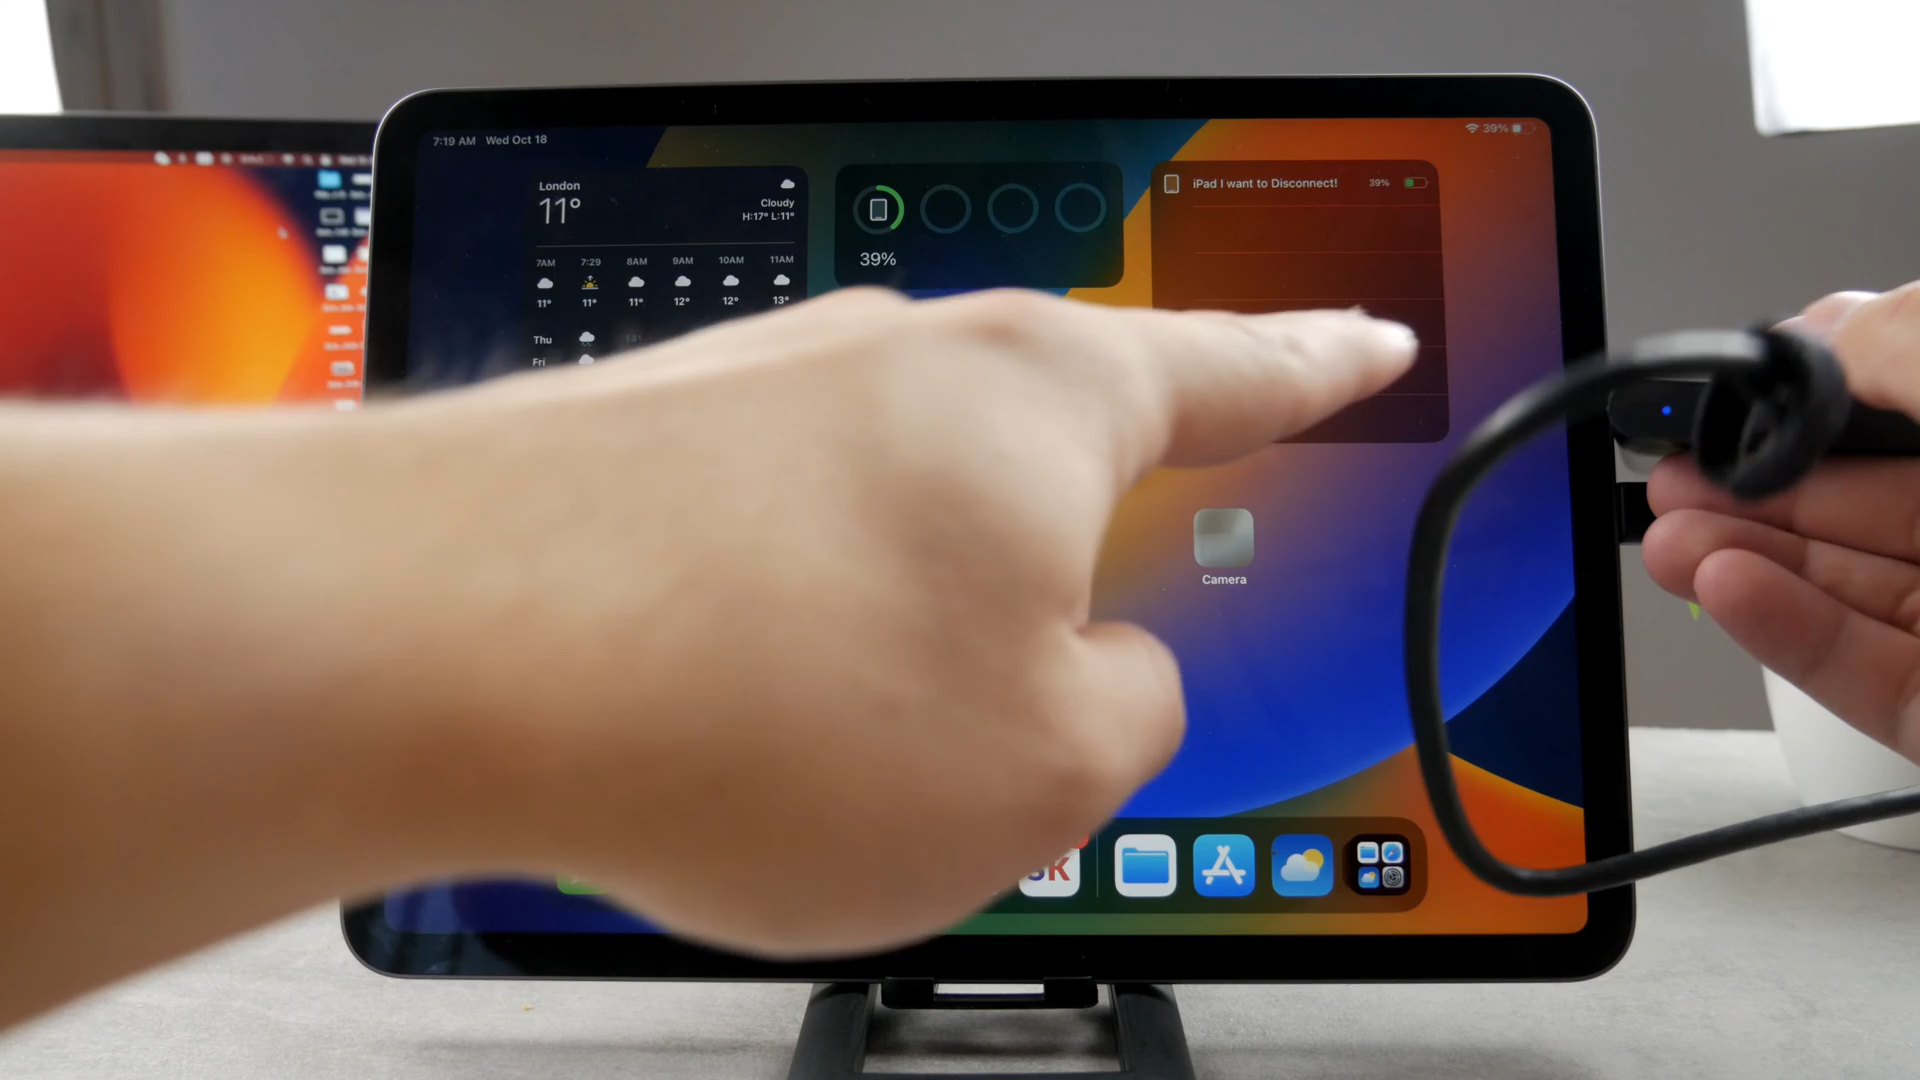 7:19 AM Wed Oct 18
39%
London
11°
Cloudy
H:17° L:11°
7AM 7:29 8AM 9AM 10AM 11AM
11° 11° 11° 12° 12° 13°
Thu
Fri
39%
iPad I want to Disconnect! 39%
Camera
SK